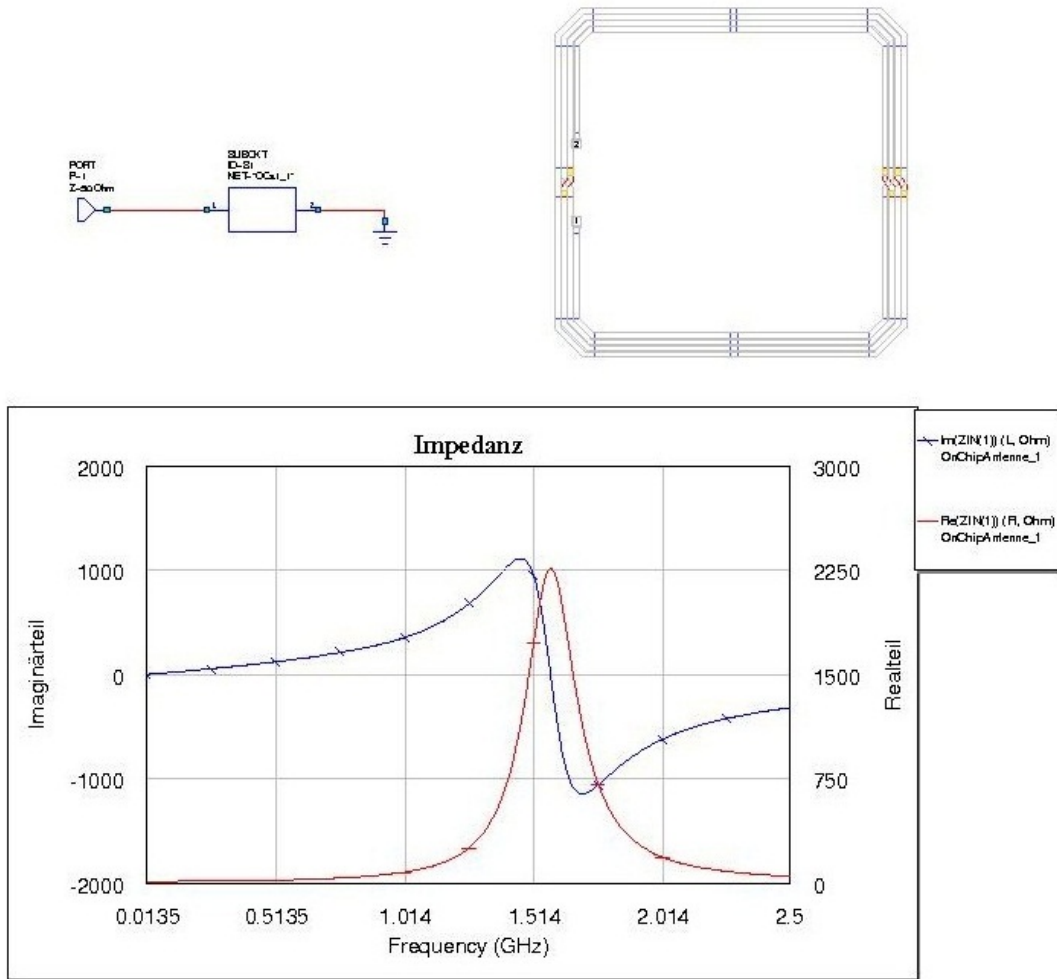 PORT
P=1
Z=50 Ohm
SUBCKT
ID=S1
1
2
2
1
Impedanz
2000
1000
0
-1000
-2000
Imaginärteil
3000
2250
1500
750
0
Realteil
0.0135
0.5135
1.014
1.514
2.014
2.5
Frequency (GHz)
Im(ZIN(1)) (L, Ohm)
OnChipAntenne_1
Re(ZIN(1)) (R, Ohm)
OnChipAntenne_1